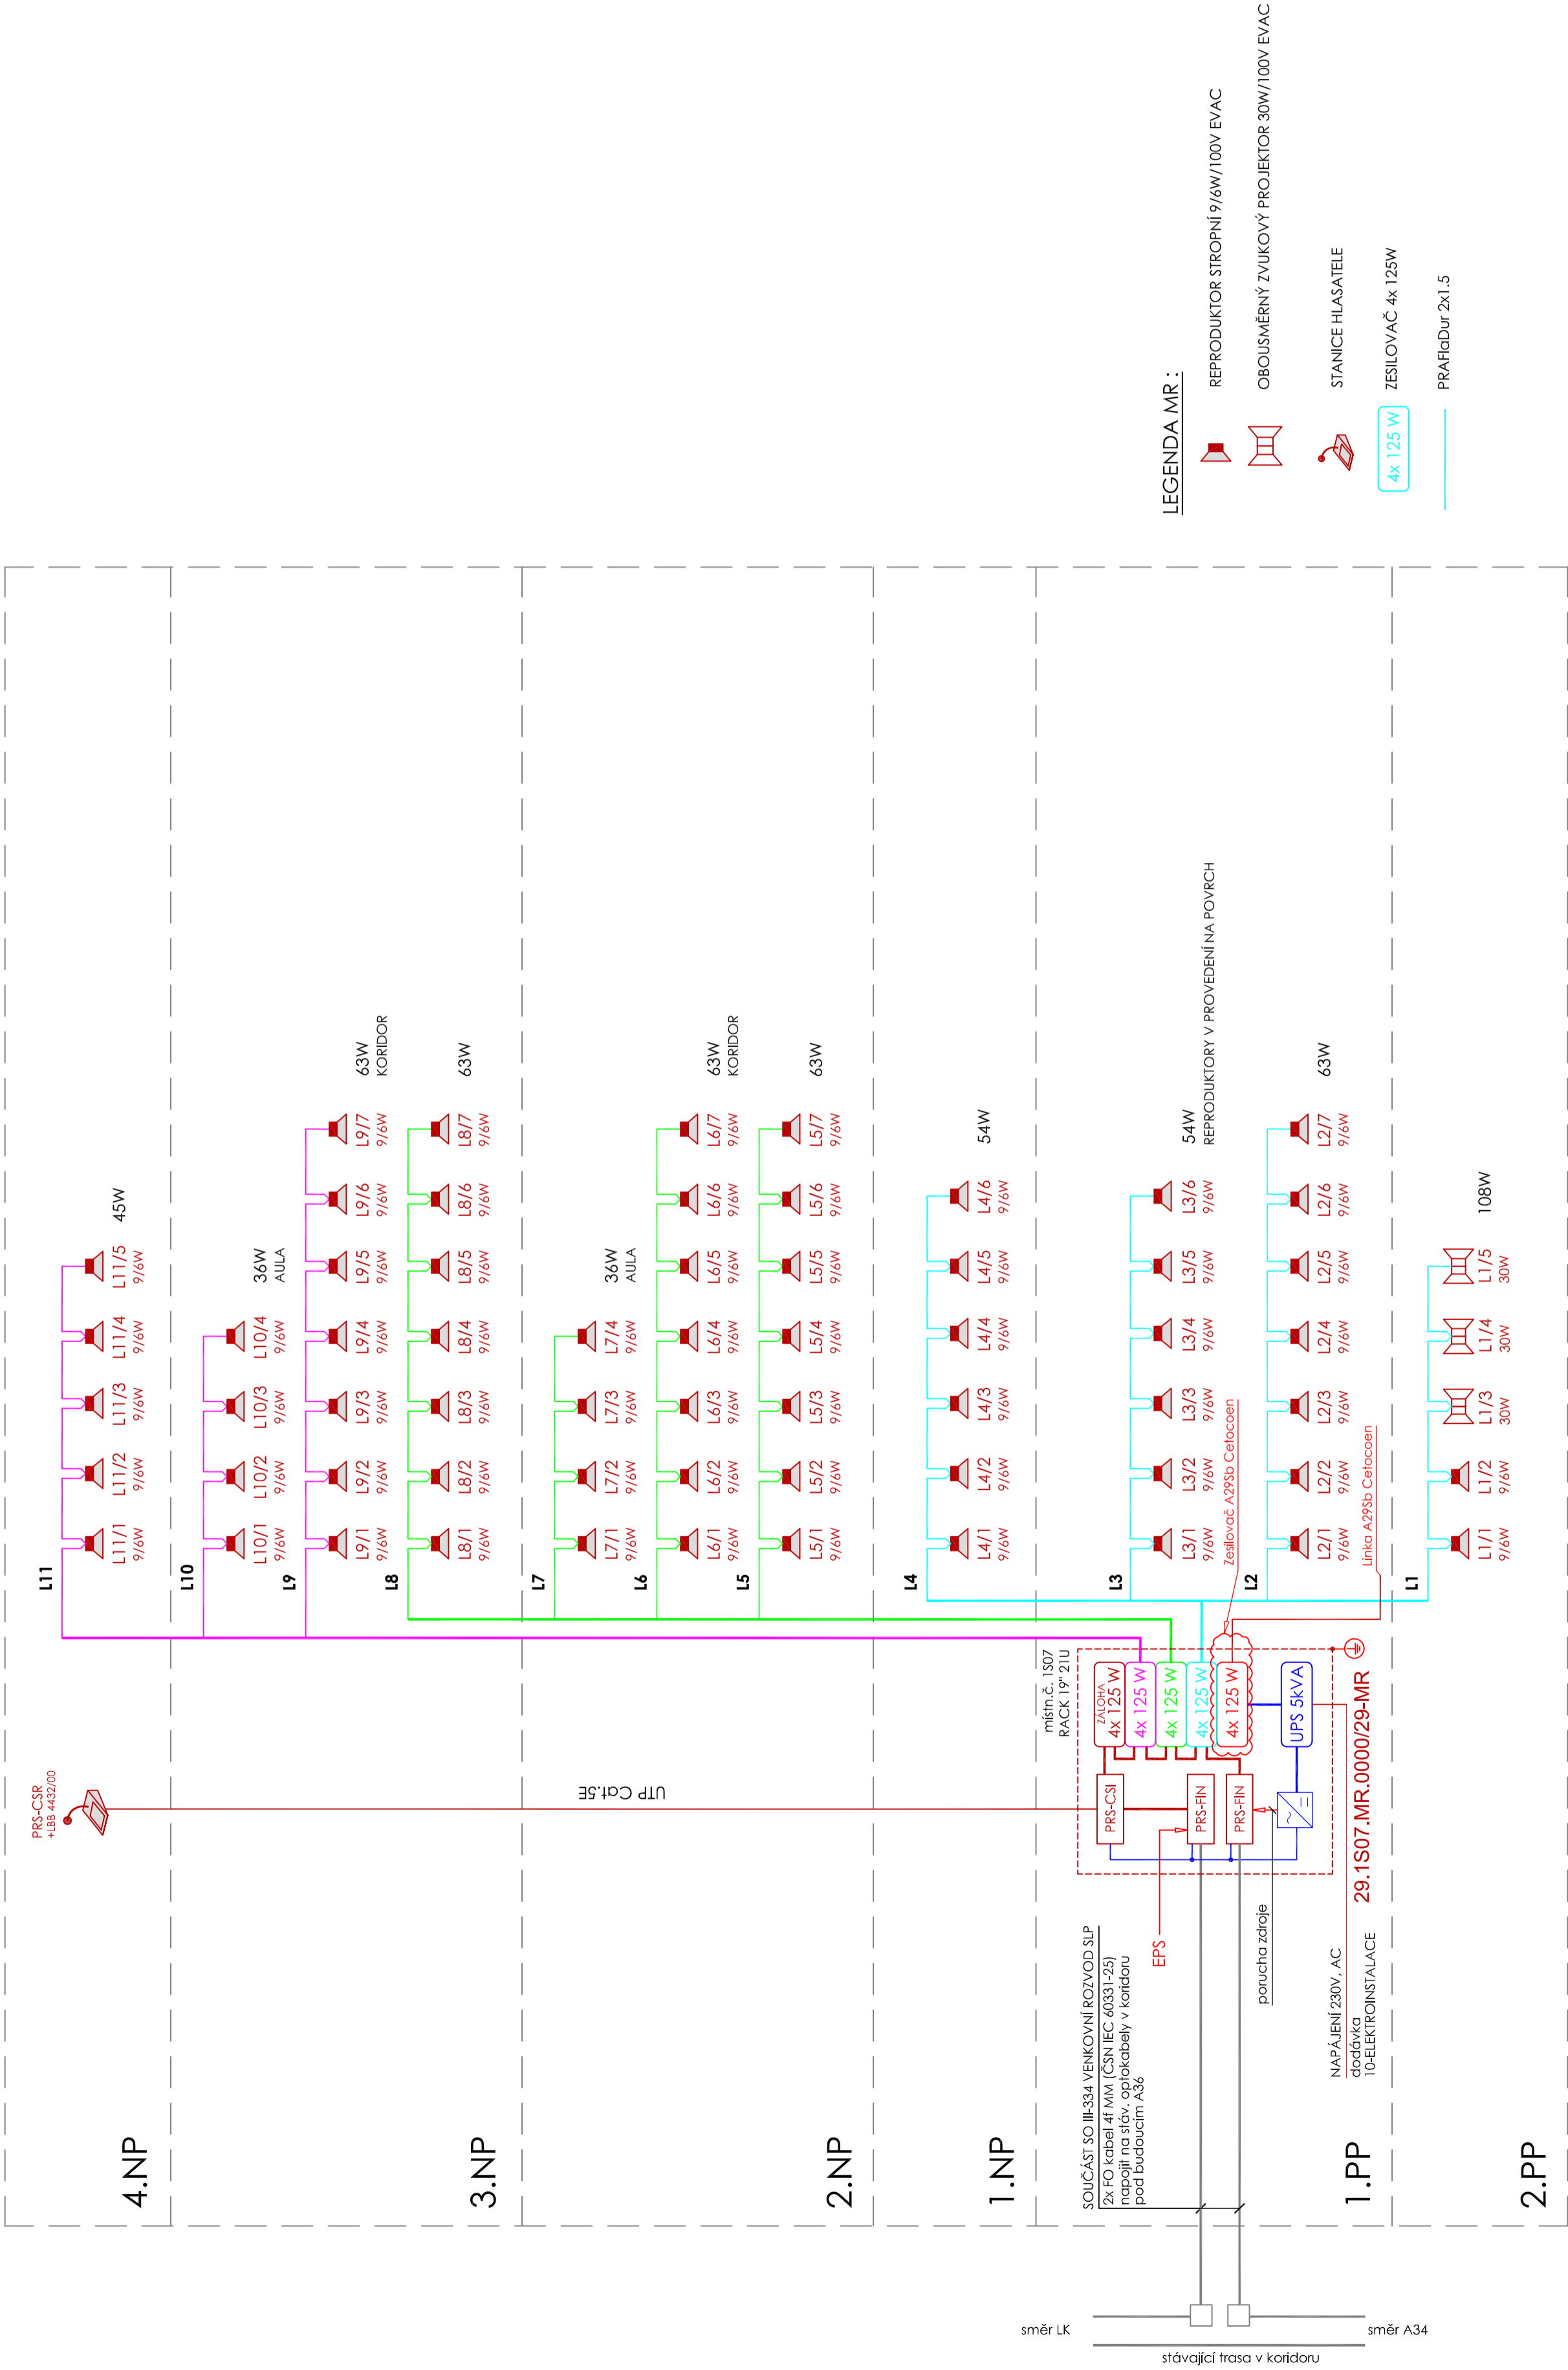 4.NP
PRS-CSR
+LBB 4432/00
L11
L11/1
9/6W
L11/2
9/6W
L11/3
9/6W
L11/4
9/6W
L11/5
9/6W
45W
3.NP
L10
L10/1
9/6W
L10/2
9/6W
L10/3
9/6W
L10/4
9/6W
36W
AULA
L9
L9/1
9/6W
L9/2
9/6W
L9/3
9/6W
L9/4
9/6W
L9/5
9/6W
L9/6
9/6W
L9/7
9/6W
63W
KORIDOR
L8
L8/1
9/6W
L8/2
9/6W
L8/3
9/6W
L8/4
9/6W
L8/5
9/6W
L8/6
9/6W
L8/7
9/6W
63W
2.NP
UTP Cat.5E
L7
L7/1
9/6W
L7/2
9/6W
L7/3
9/6W
L7/4
9/6W
36W
AULA
L6
L6/1
9/6W
L6/2
9/6W
L6/3
9/6W
L6/4
9/6W
L6/5
9/6W
L6/6
9/6W
L6/7
9/6W
63W
KORIDOR
L5
L5/1
9/6W
L5/2
9/6W
L5/3
9/6W
L5/4
9/6W
L5/5
9/6W
L5/6
9/6W
L5/7
9/6W
63W
1.NP
L4
L4/1
9/6W
L4/2
9/6W
L4/3
9/6W
L4/4
9/6W
L4/5
9/6W
L4/6
9/6W
54W
1.PP
SOUČÁST SO III-334 VENKOVNÍ ROZVOD SLP
2x FO kabel 4f MM (ČSN IEC 60331-25)
napojit na stáv. optokabely v koridoru
pod budoucím A36
EPS
porucha zdroje
NAPÁJENÍ 230V, AC
dodávka
10-ELEKTROINSTALACE
místn.č. 1S07
RACK 19" 21U
PRS-CSI
PRS-FIN
PRS-FIN
ZÁLOHA
4x 125 W
4x 125 W
4x 125 W
4x 125 W
4x 125 W
UPS 5kVA
29.1S07.MR.0000/29-MR
L3
L3/1
9/6W
L3/2
9/6W
L3/3
9/6W
L3/4
9/6W
L3/5
9/6W
L3/6
9/6W
54W
REPRODUKTORY V PROVEDENÍ NA POVRCH
Zesilovač A29Sb Cetocoen
L2
L2/1
9/6W
L2/2
9/6W
L2/3
9/6W
L2/4
9/6W
L2/5
9/6W
L2/6
9/6W
L2/7
9/6W
63W
Linka A29Sb Cetocoen
2.PP
L1
L1/1
9/6W
L1/2
9/6W
L1/3
30W
L1/4
30W
L1/5
30W
108W
směr LK
směr A34
stávající trasa v koridoru
LEGENDA MR :
REPRODUKTOR STROPNÍ 9/6W/100V EVAC
OBOUSMĚRNÝ ZVUKOVÝ PROJEKTOR 30W/100V EVAC
STANICE HLASATELE
4x 125 W
ZESILOVAČ 4x 125W
PRAFlaDur 2x1.5